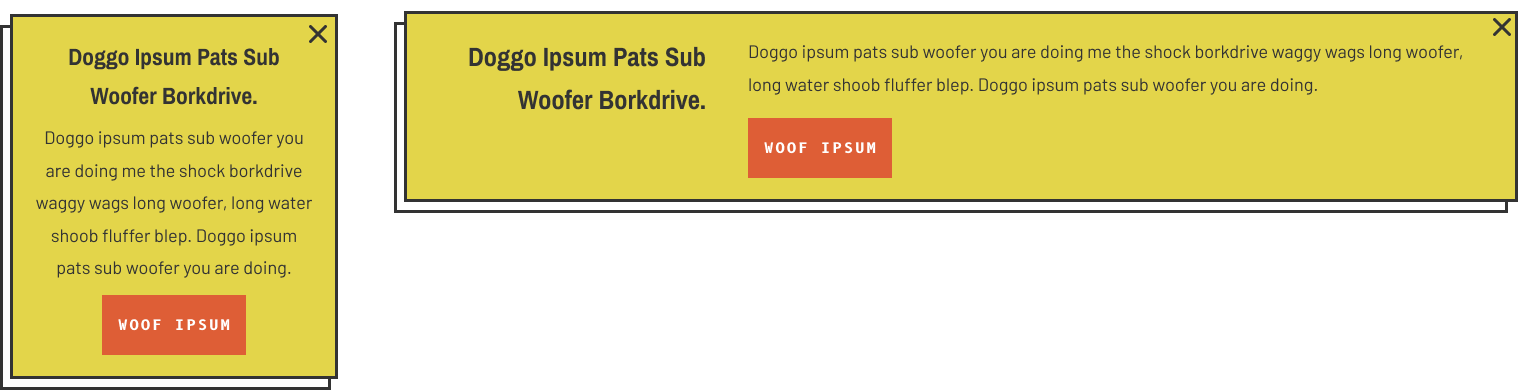 Doggo Ipsum Pats Sub
Woofer Borkdrive.
Doggo ipsum pats sub woofer you
are doing me the shock borkdrive
waggy wags long woofer, long water
shoob fluffer blep. Doggo ipsum
pats sub woofer you are doing.
WOOF IPSUM
Doggo Ipsum Pats Sub
Woofer Borkdrive.
Doggo ipsum pats sub woofer you are doing me the shock borkdrive waggy wags long woofer,
long water shoob fluffer blep. Doggo ipsum pats sub woofer you are doing.
WOOF IPSUM